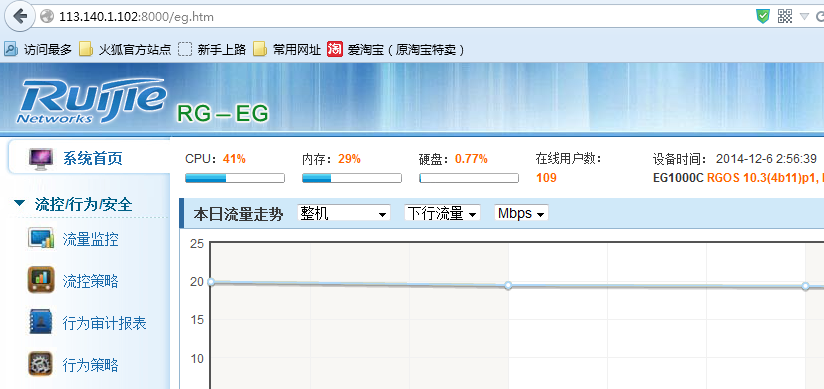 113.140.1.102:8000/eg.htm
访问最多 火狐官方站点 新手上路 常用网址 淘 爱淘宝（原淘宝特卖）
Ruijie
Networks
RG-EG
系统首页
CPU：41% 内存：29% 硬盘：0.77% 在线用户数：
109
设备时间： 2014-12-6 2:56:39
EG1000C RGOS 10.3(4b11)p1,
流控/行为/安全
流量监控
流控策略
行为审计报表
行为策略
本日流量走势 整机 下行流量 Mbps
25
20
15
10